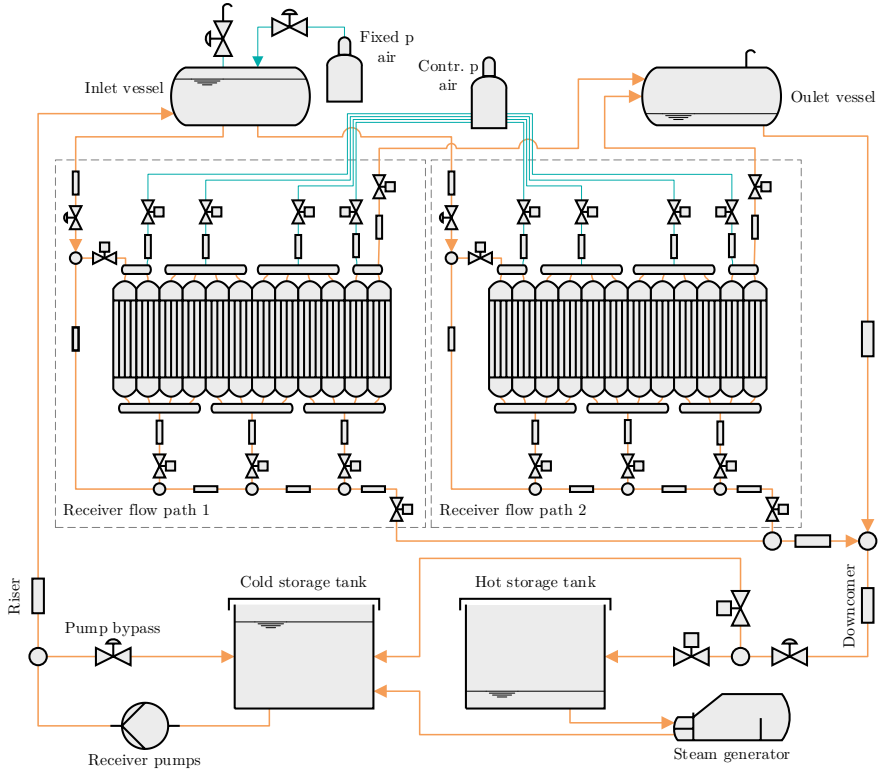 Fixed p
air
Contr. p
air
Inlet vessel
Oulet vessel
Receiver flow path 1
Receiver flow path 2
Riser
Downcomer
Cold storage tank
Hot storage tank
Pump bypass
Receiver pumps
Steam generator